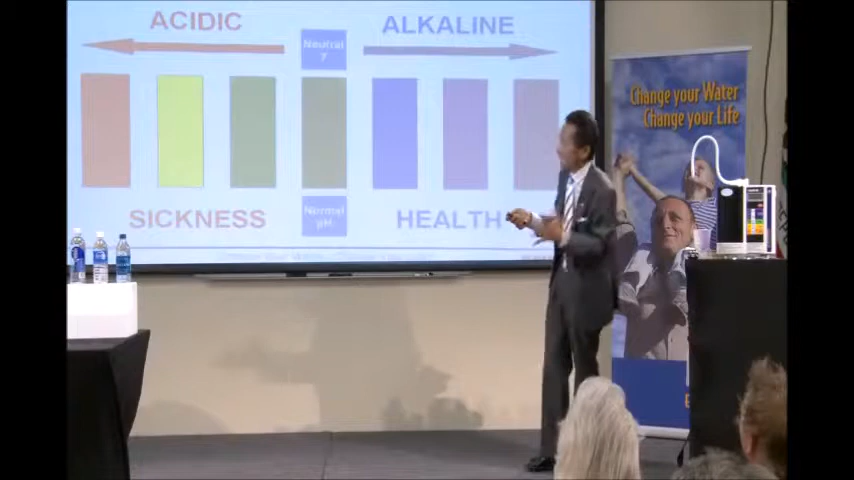 ACIDIC
ALKALINE
Neutral
7
SICKNESS
Normal
pH
HEALTH
Change your Water
Change your Life